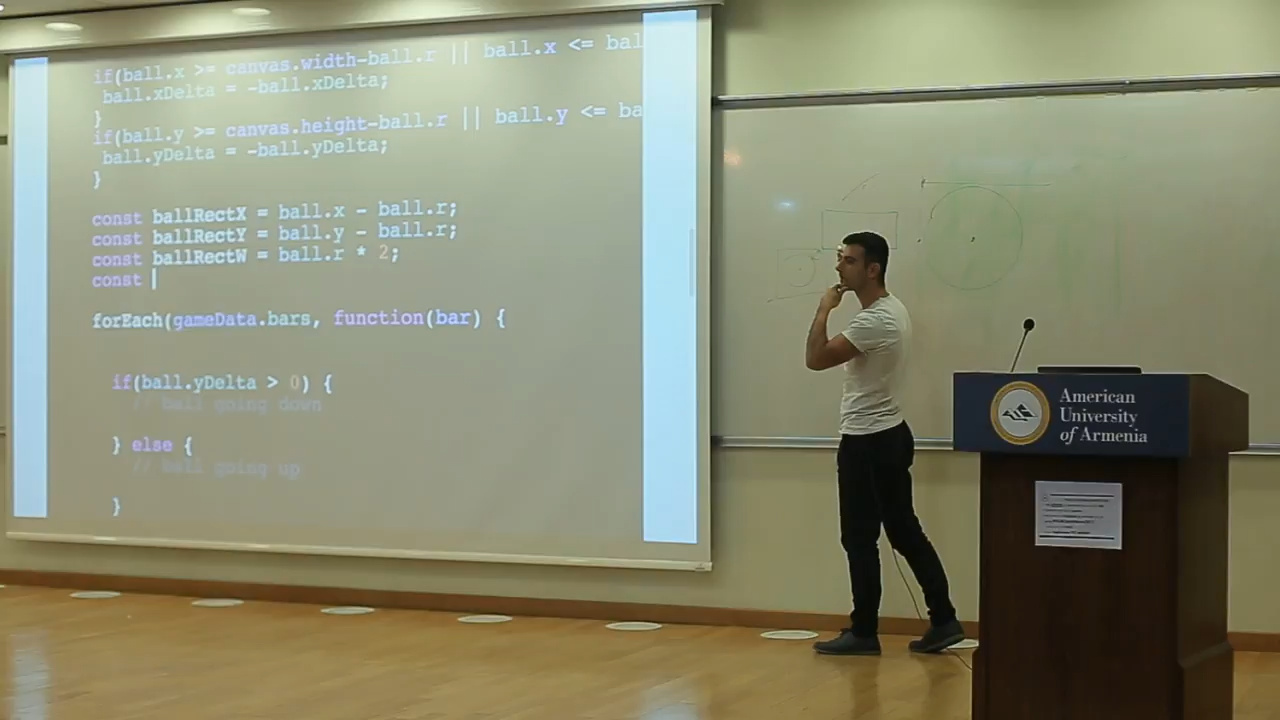 if(ball.x >= canvas.width-ball.r || ball.x <= bal
ball.xDelta = -ball.xDelta;
}
if(ball.y >= canvas.height-ball.r || ball.y <= ba
ball.yDelta = -ball.yDelta;
}
const ballRectX = ball.x - ball.r;
const ballRectY = ball.y - ball.r;
const ballRectW = ball.r * 2;
const
forEach(gameData.bars, function(bar) {
if(ball.yDelta > 0) {
// ball going down
} else {
// ball going up
}
American
University
of Armenia